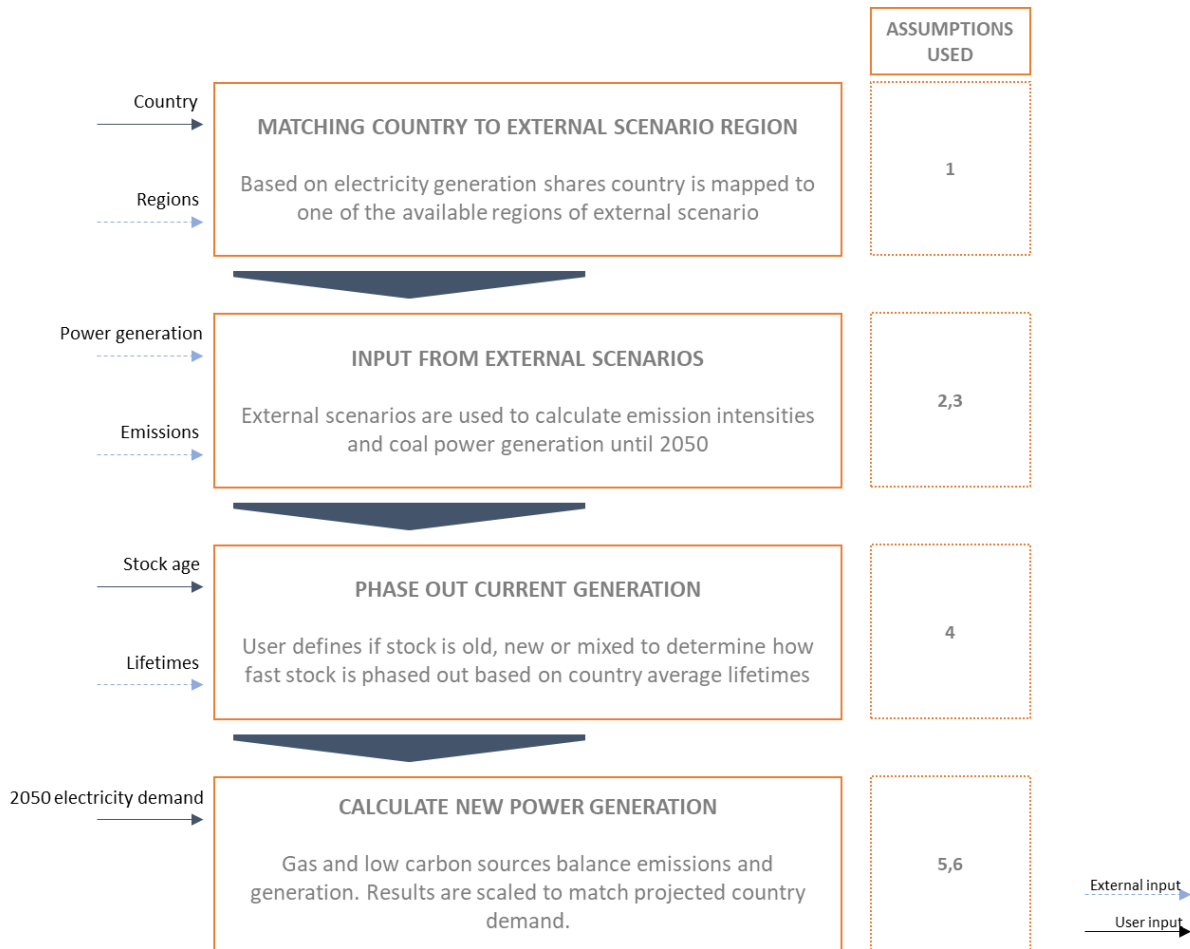 ASSUMPTIONS
USED
Country
Regions
MATCHING COUNTRY TO EXTERNAL SCENARIO REGION
Based on electricity generation shares country is mapped to
one of the available regions of external scenario
1
Power generation
Emissions
INPUT FROM EXTERNAL SCENARIOS
External scenarios are used to calculate emission intensities
and coal power generation until 2050
2,3
Stock age
Lifetimes
PHASE OUT CURRENT GENERATION
User defines if stock is old, new or mixed to determine how
fast stock is phased out based on country average lifetimes
4
2050 electricity demand
CALCULATE NEW POWER GENERATION
Gas and low carbon sources balance emissions and
generation. Results are scaled to match projected country
demand.
5,6
External input
User input